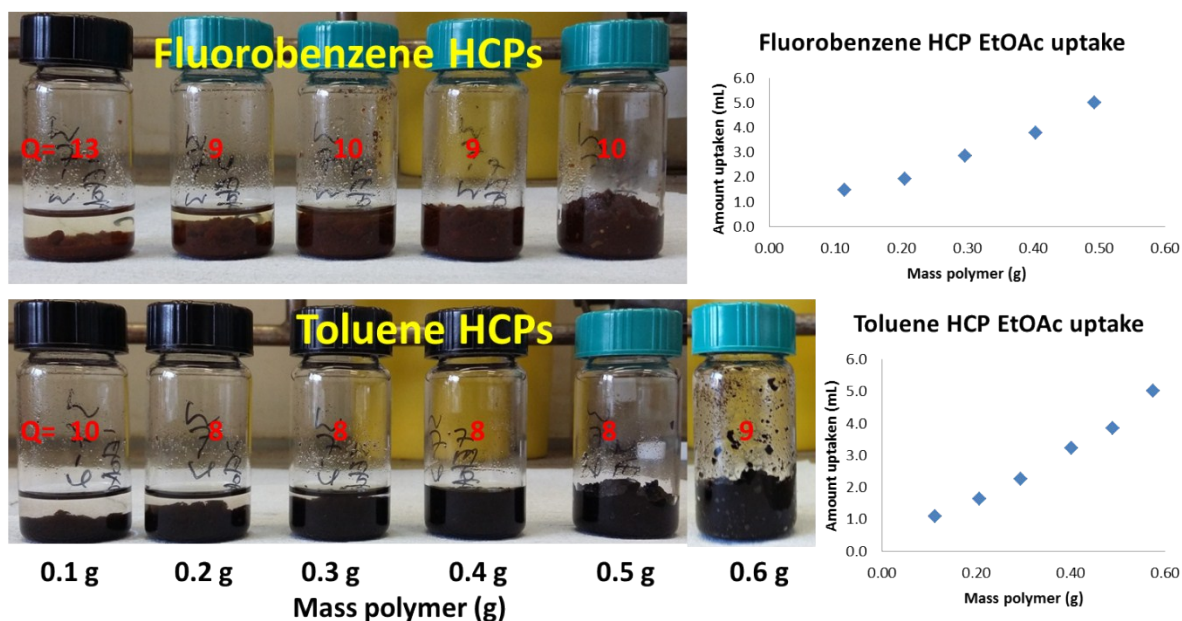 Fluorobenzene HCPs
Q= 13
9
10
9
10
Fluorobenzene HCP EtOAc uptake
Amount uptaken (mL)
6.0
5.0
4.0
3.0
2.0
1.0
0.0
0.00 0.10 0.20 0.30 0.40 0.50 0.60
Mass polymer (g)
Toluene HCPs
Q= 10
8
8
8
8
9
0.1 g 0.2 g 0.3 g 0.4 g 0.5 g 0.6 g
Mass polymer (g)
Toluene HCP EtOAc uptake
Amount uptaken (mL)
6.0
5.0
4.0
3.0
2.0
1.0
0.0
0.00 0.20 0.40 0.60
Mass polymer (g)